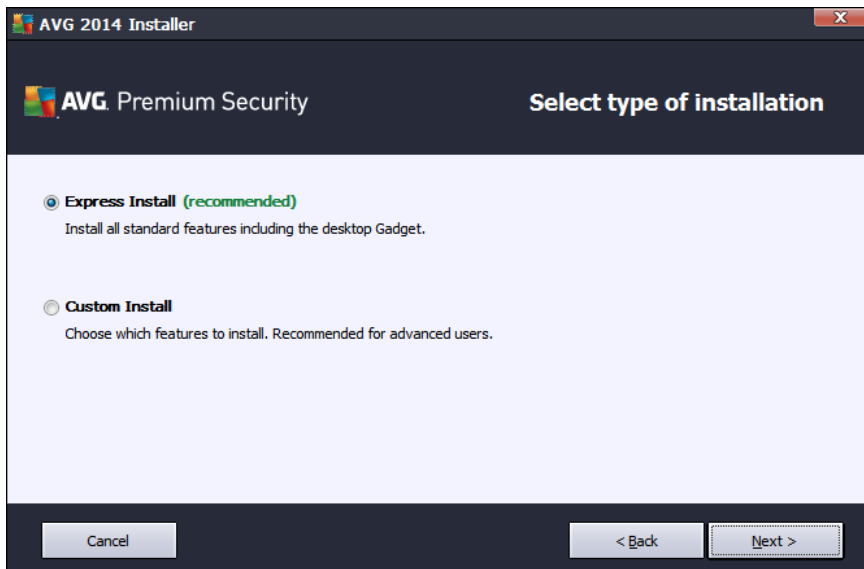 AVG 2014 Installer
AVG. Premium Security
Select type of installation
Express Install (recommended)
Install all standard features including the desktop Gadget.
Custom Install
Choose which features to install. Recommended for advanced users.
Cancel
< Back
Next >